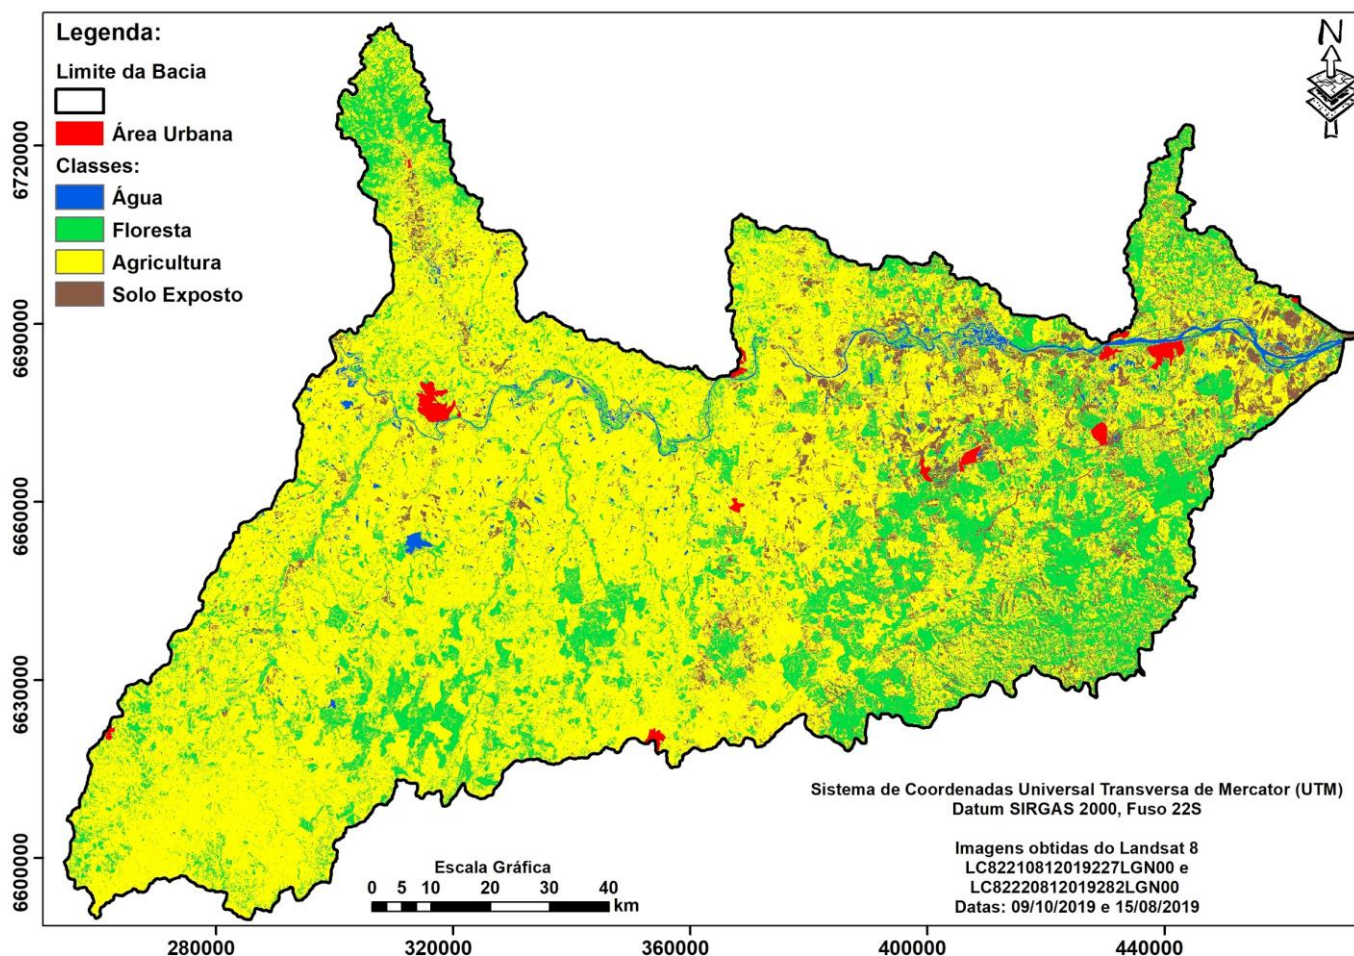 Legenda:
Limite da Bacia
Área Urbana
Classes:
Água
Floresta
Agricultura
Solo Exposto
N
6720000
6690000
6660000
6630000
6600000
Sistema de Coordenadas Universal Transversa de Mercator (UTM)
Datum SIRGAS 2000, Fuso 22S
Imagens obtidas do Landsat 8
LC82210812019227LGN00 e
LC82220812019282LGN00
Datas: 09/10/2019 e 15/08/2019
Escala Gráfica
0 5 10 20 30 40
km
280000 320000 360000 400000 440000